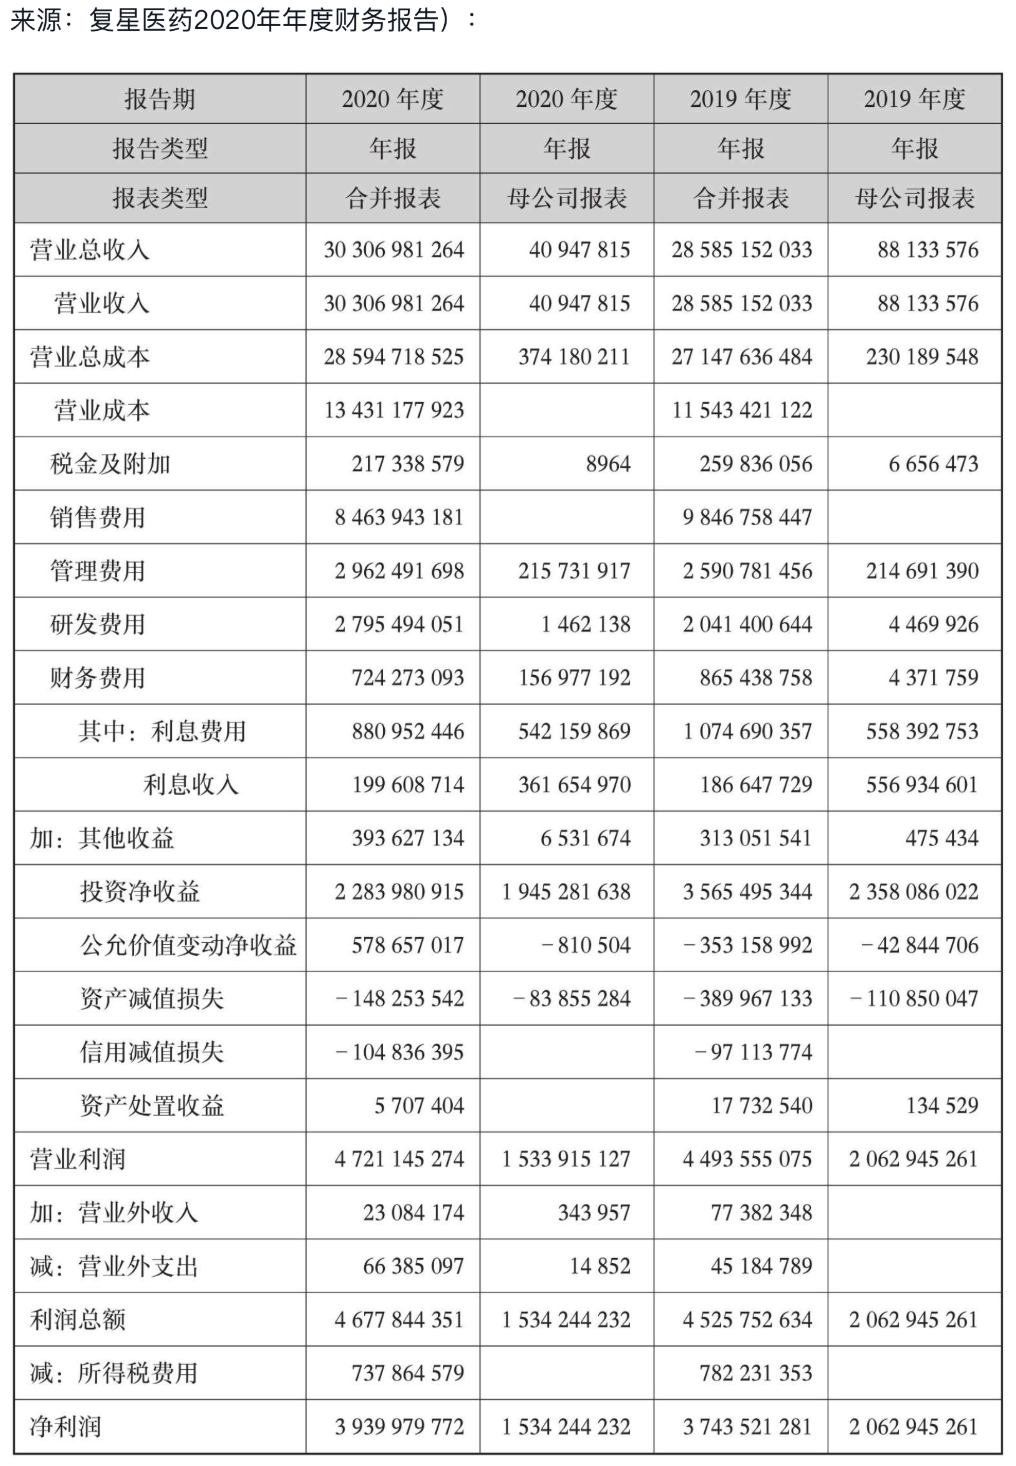 来源：复星医药2020年年度财务报告）：
报告期 2020 年度 2020 年度 2019 年度 2019 年度
报告类型 年报 年报 年报 年报
报表类型 合并报表 母公司报表 合并报表 母公司报表
营业总收入 30 306 981 264 40 947 815 28 585 152 033 88 133 576
营业收入 30 306 981 264 40 947 815 28 585 152 033 88 133 576
营业总成本 28 594 718 525 374 180 211 27 147 636 484 230 189 548
营业成本 13 431 177 923 11 543 421 122
税金及附加 217 338 579 8964 259 836 056 6 656 473
销售费用 8 463 943 181 9 846 758 447
管理费用 2 962 491 698 215 731 917 2 590 781 456 214 691 390
研发费用 2 795 494 051 1 462 138 2 041 400 644 4 469 926
财务费用 724 273 093 156 977 192 865 438 758 4 371 759
其中：利息费用 880 952 446 542 159 869 1 074 690 357 558 392 753
利息收入 199 608 714 361 654 970 186 647 729 556 934 601
加：其他收益 393 627 134 6 531 674 313 051 541 475 434
投资净收益 2 283 980 915 1 945 281 638 3 565 495 344 2 358 086 022
公允价值变动净收益 578 657 017 －810 504 －353 158 992 －42 844 706
资产减值损失 －148 253 542 －83 855 284 －389 967 133 －110 850 047
信用减值损失 －104 836 395 －97 113 774
资产处置收益 5 707 404 17 732 540 134 529
营业利润 4 721 145 274 1 533 915 127 4 493 555 075 2 062 945 261
加：营业外收入 23 084 174 343 957 77 382 348
减：营业外支出 66 385 097 14 852 45 184 789
利润总额 4 677 844 351 1 534 244 232 4 525 752 634 2 062 945 261
减：所得税费用 737 864 579 782 231 353
净利润 3 939 979 772 1 534 244 232 3 743 521 281 2 062 945 261